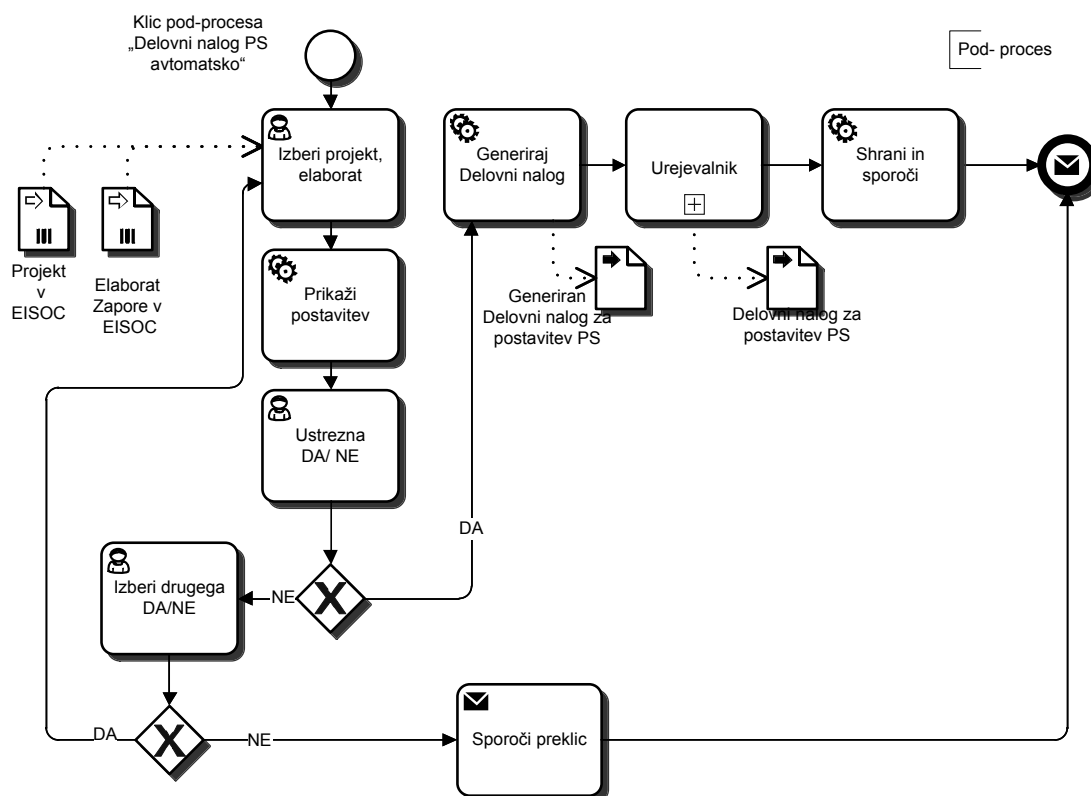 Klic pod-procesa
„Delovni nalog PS
avtomatsko“
Pod- proces
Izberi projekt,
elaborat
Generiraj
Delovni nalog
Urejevalnik
Shrani in
sporoči
Projekt
v
EISOC
Elaborat
Zapore v
EISOC
Prikaži
postavitev
Generiran
Delovni nalog za
postavitev PS
Delovni nalog za
postavitev PS
Ustrezna
DA/ NE
DA
NE
Izberi drugega
DA/NE
DA
NE
Sporoči preklic